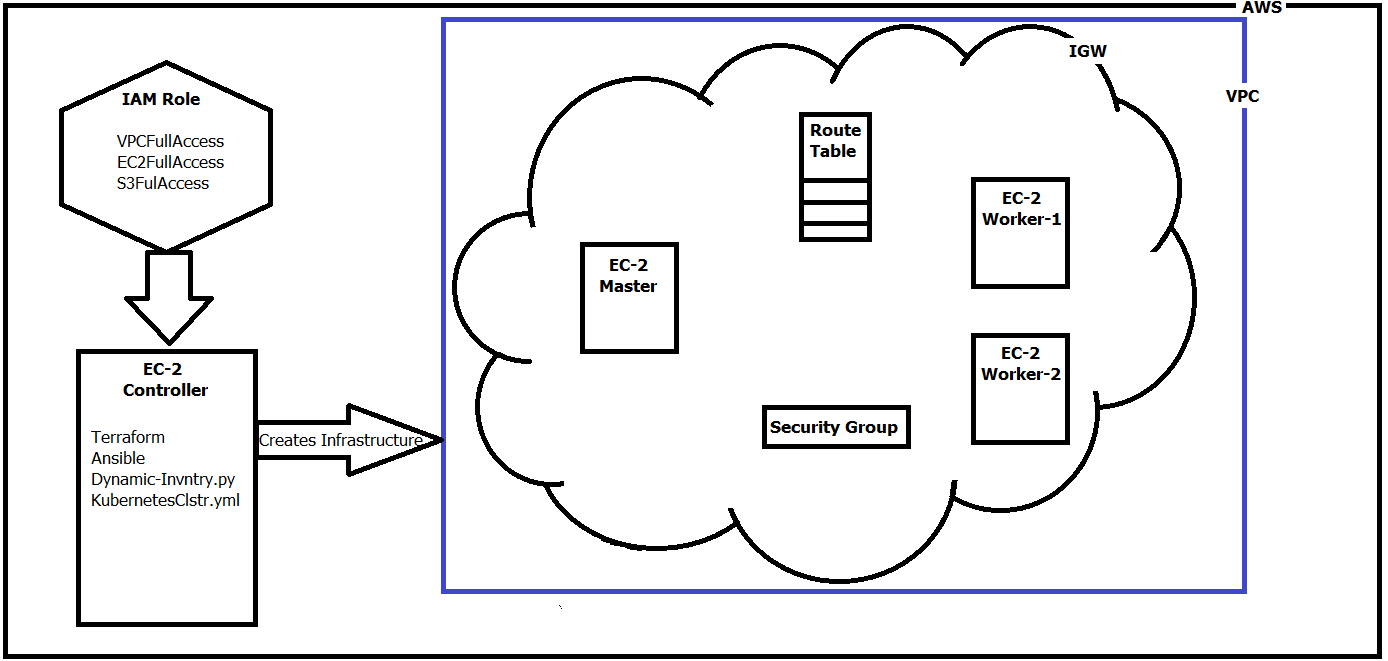 AWS
IGW
VPC
IAM Role
VPCFullAccess
EC2FullAccess
S3FulAccess
EC-2
Controller
Terraform
Ansible
Dynamic-Invntry.py
KubernetesClstr.yml
Creates Infrastructure
EC-2
Master
Route
Table
EC-2
Worker-1
EC-2
Worker-2
Security Group